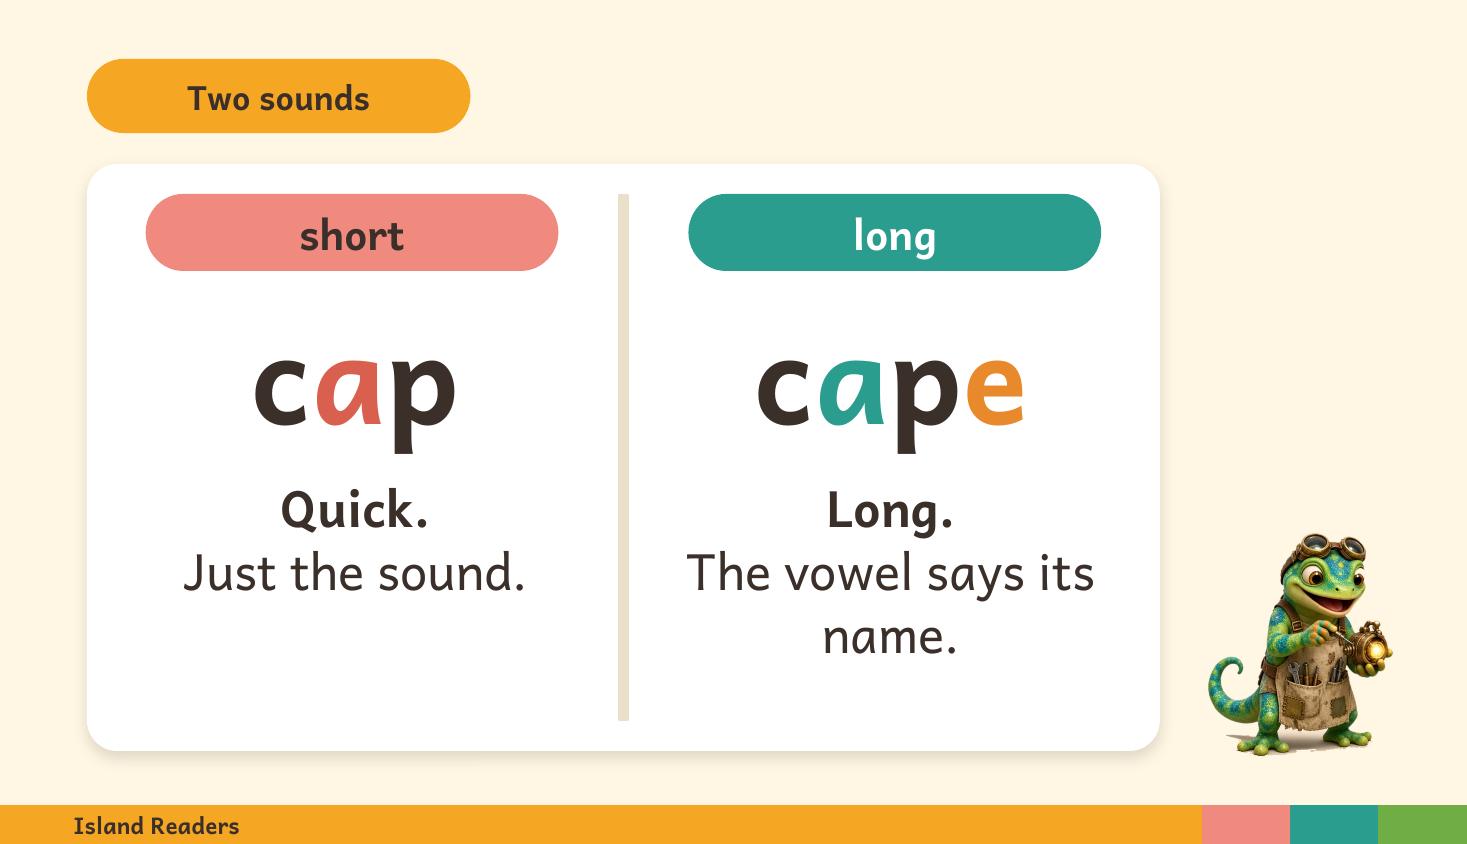 Two sounds
short
cap
Quick.
Just the sound.
long
cape
Long.
The vowel says its
name.
Island Readers